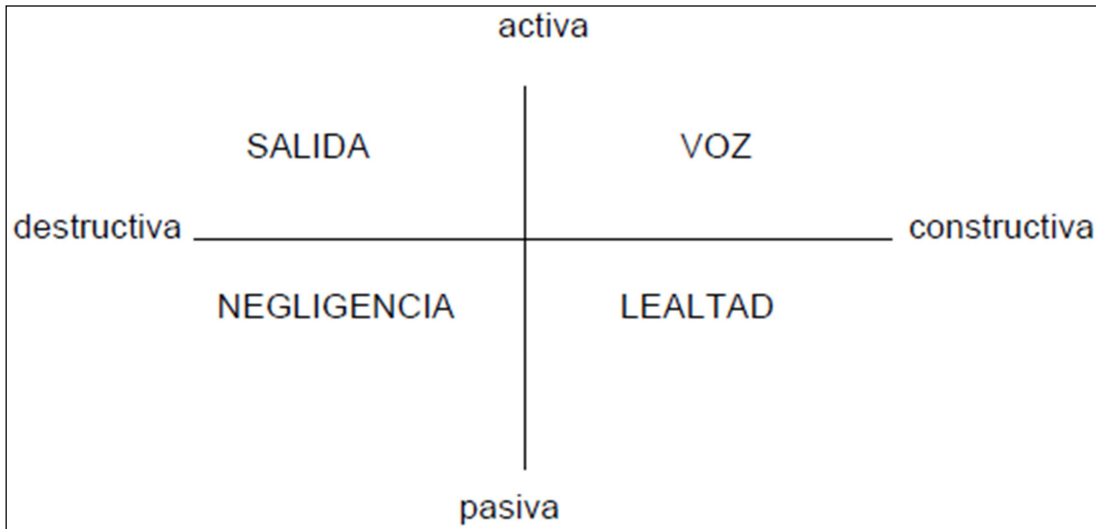 activa
SALIDA VOZ
destructiva constructiva
NEGLIGENCIA LEALTAD
pasiva